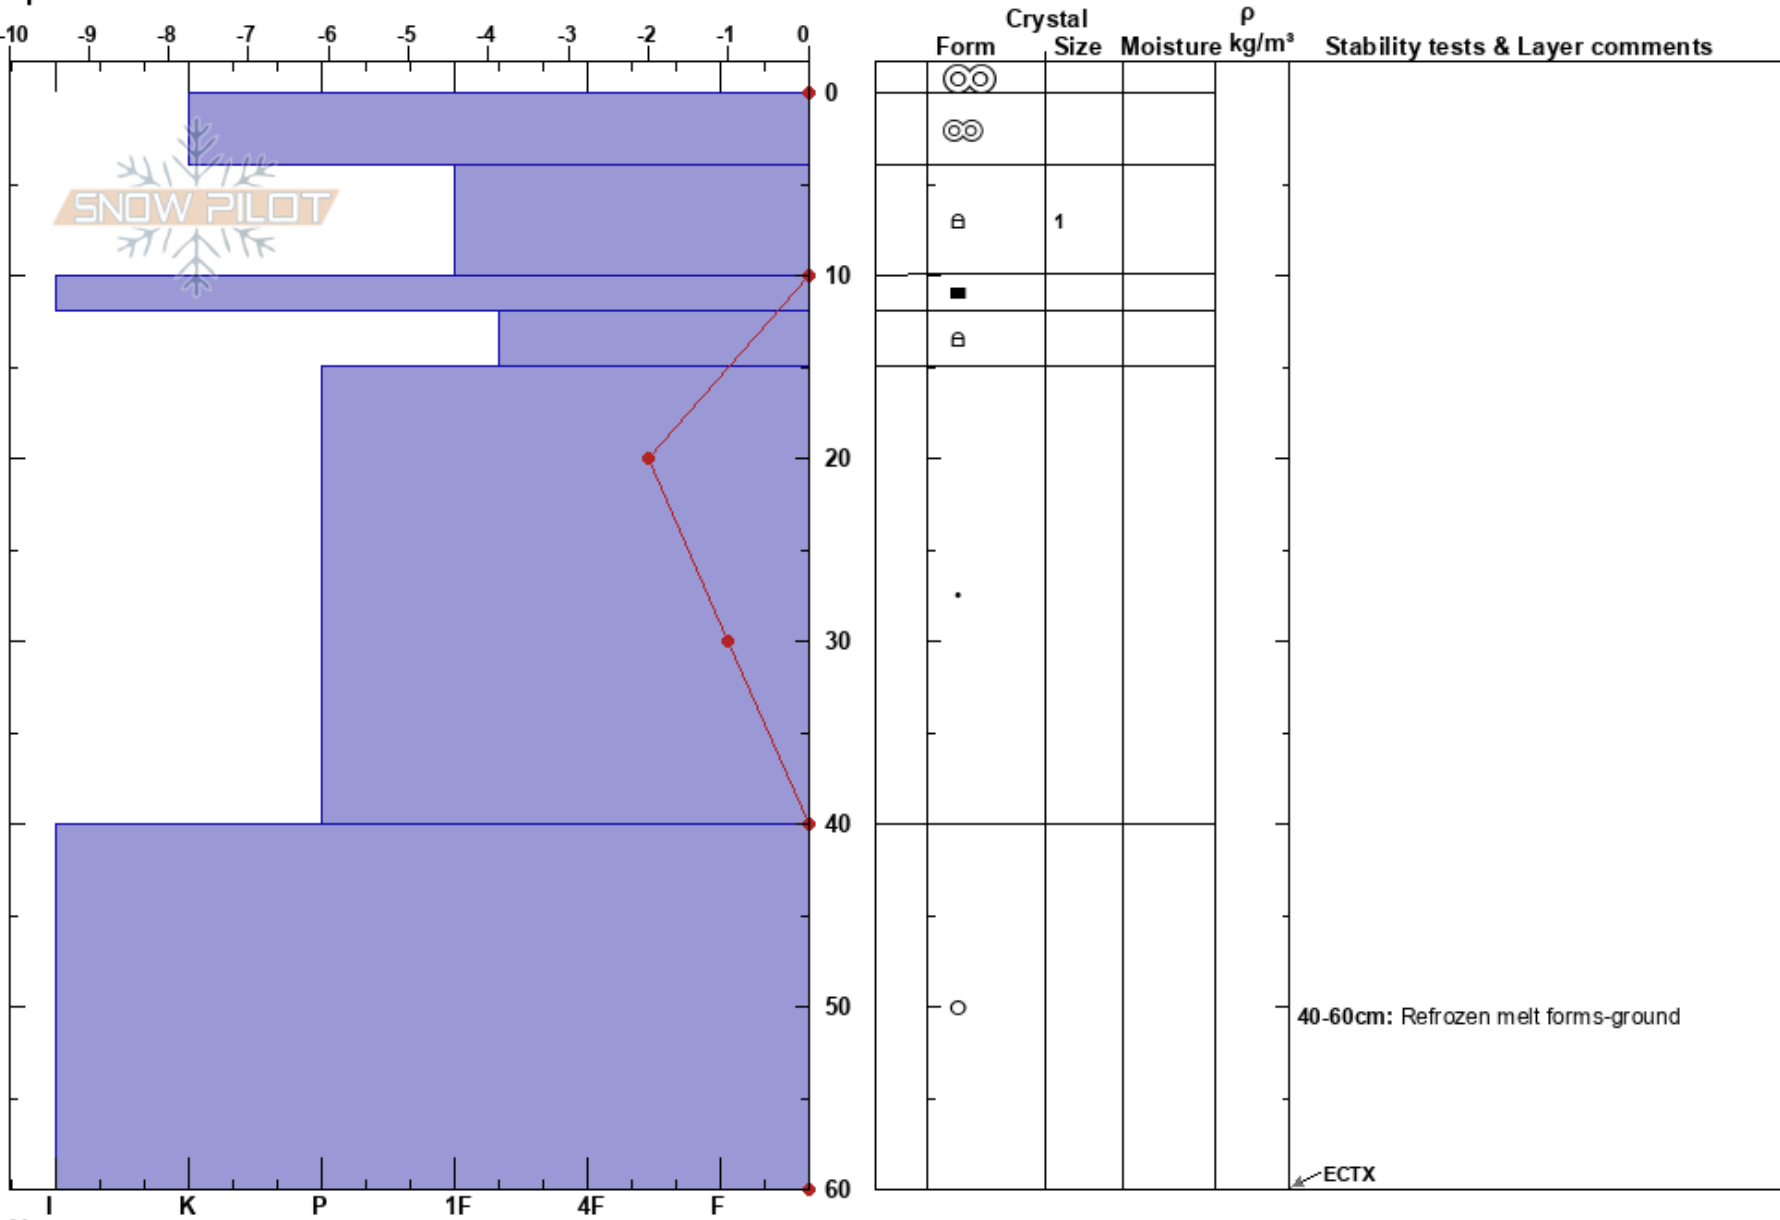 Crystal ρ
-10 -9 -8 -7 -6 -5 -4 -3 -2 -1 0 Form Size Moisture kg/m³ Stability tests & Layer comments
0
SNOW PILOT
1
10
20
30
40
50
40-60cm: Refrozen melt forms-ground
ECTX
60
I K P 1F 4F F